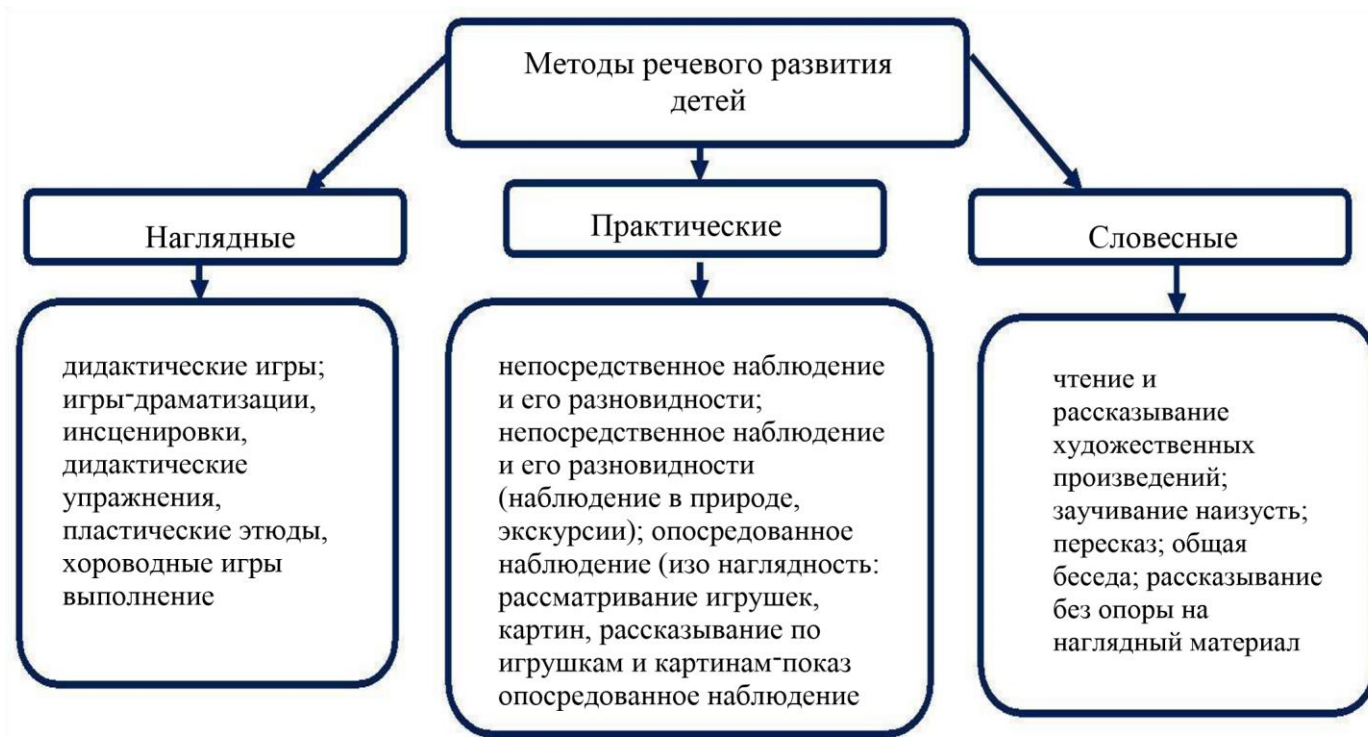 Методы речевого развития
детей
Наглядные
Практические
Словесные
дидактические игры;
игры-драматизации,
инсценировки,
дидактические
упражнения,
пластические этюды,
хороводные игры
выполнение
непосредственное наблюдение
и его разновидности;
непосредственное наблюдение
и его разновидности
(наблюдение в природе,
экскурсии); опосредованное
наблюдение (изо наглядность:
рассматривание игрушек,
картин, рассказывание по
игрушкам и картинам-показ
опосредованное наблюдение
чтение и
рассказывание
художественных
произведений;
заучивание наизусть;
пересказ; общая
беседа; рассказывание
без опоры на
наглядный материал